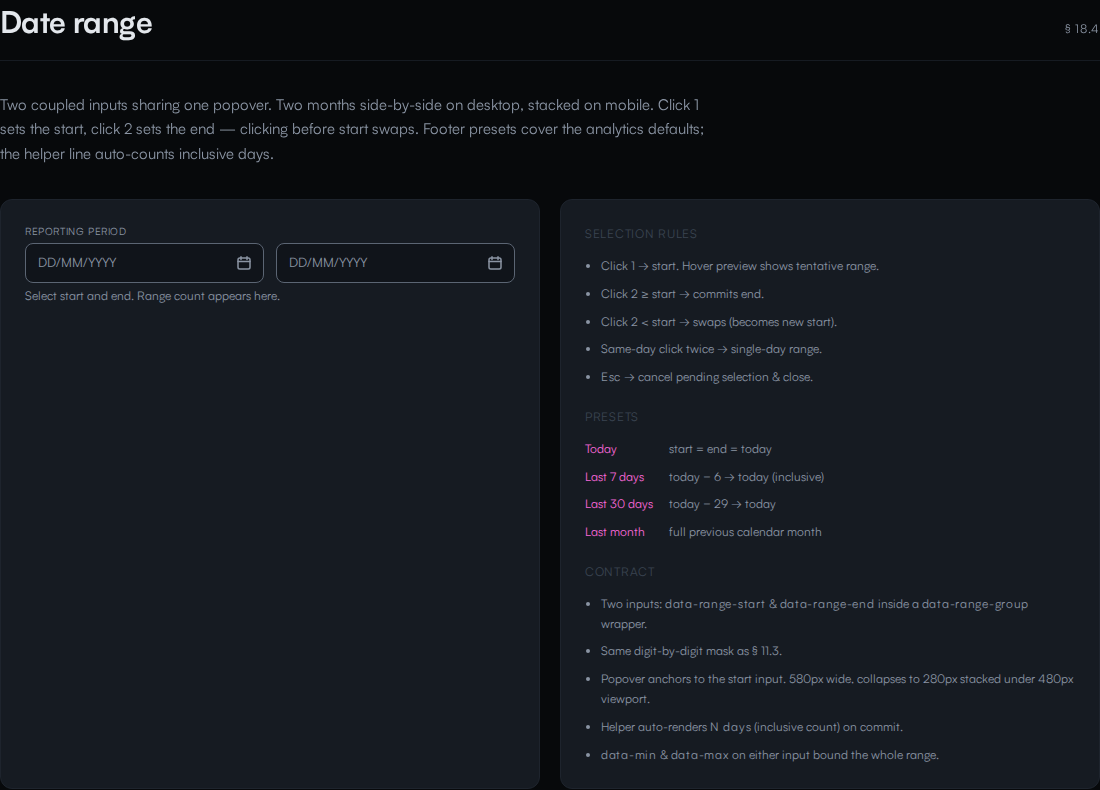 Date range
§ 18.4
Two coupled inputs sharing one popover. Two months side-by-side on desktop, stacked on mobile. Click 1
sets the start, click 2 sets the end — clicking before start swaps. Footer presets cover the analytics defaults;
the helper line auto-counts inclusive days.
REPORTING PERIOD
DD/MM/YYYY
DD/MM/YYYY
Select start and end. Range count appears here.
SELECTION RULES
• Click 1 → start. Hover preview shows tentative range.
• Click 2 ≥ start → commits end.
• Click 2 < start → swaps (becomes new start).
• Same-day click twice → single-day range.
• Esc → cancel pending selection & close.
PRESETS
Today start = end = today
Last 7 days today − 6 → today (inclusive)
Last 30 days today − 29 → today
Last month full previous calendar month
CONTRACT
• Two inputs: data-range-start & data-range-end inside a data-range-group
wrapper.
• Same digit-by-digit mask as § 11.3.
• Popover anchors to the start input. 580px wide, collapses to 280px stacked under 480px
viewport.
• Helper auto-renders N days (inclusive count) on commit.
• data-min & data-max on either input bound the whole range.